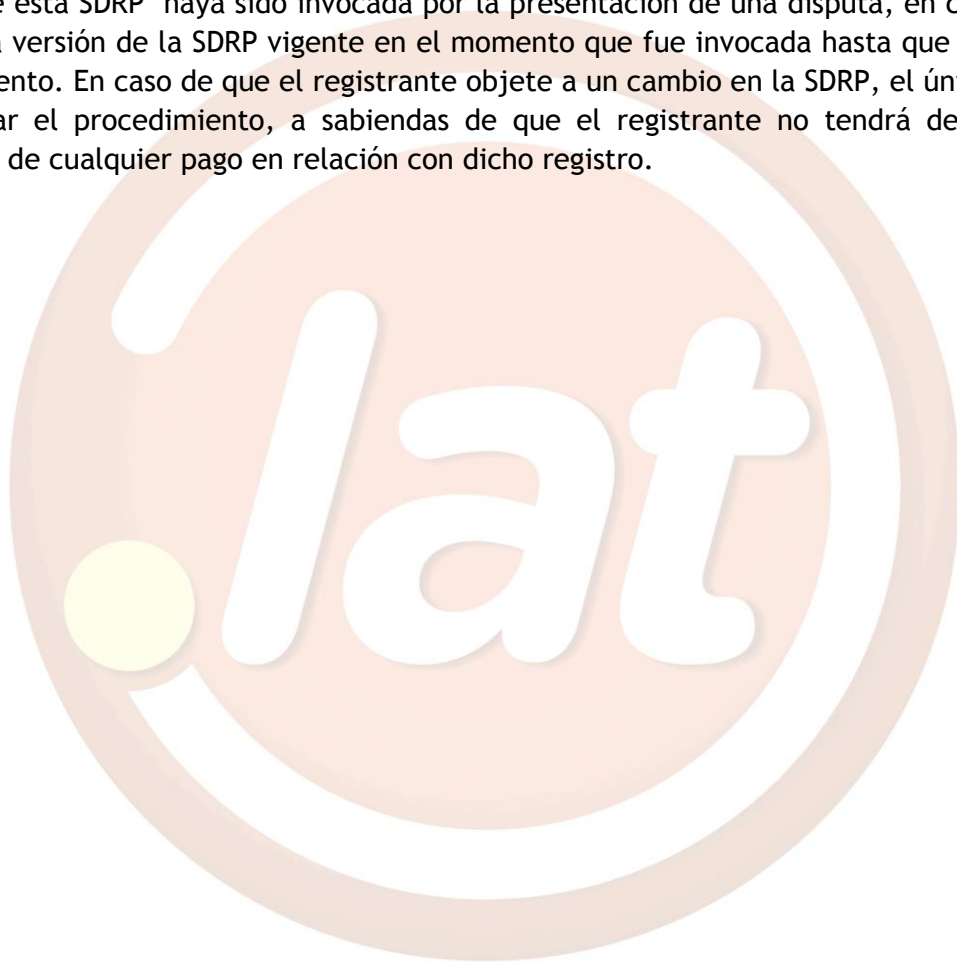 esta SDRP haya sido invocada por la presentación de una disputa, en c
versión de la SDRP vigente en el momento que fue invocada hasta que
ento. En caso de que el registrante objete a un cambio en la SDRP, el ún
ar el procedimiento, a sabiendas de que el registrante no tendrá de
de cualquier pago en relación con dicho registro.
.lat